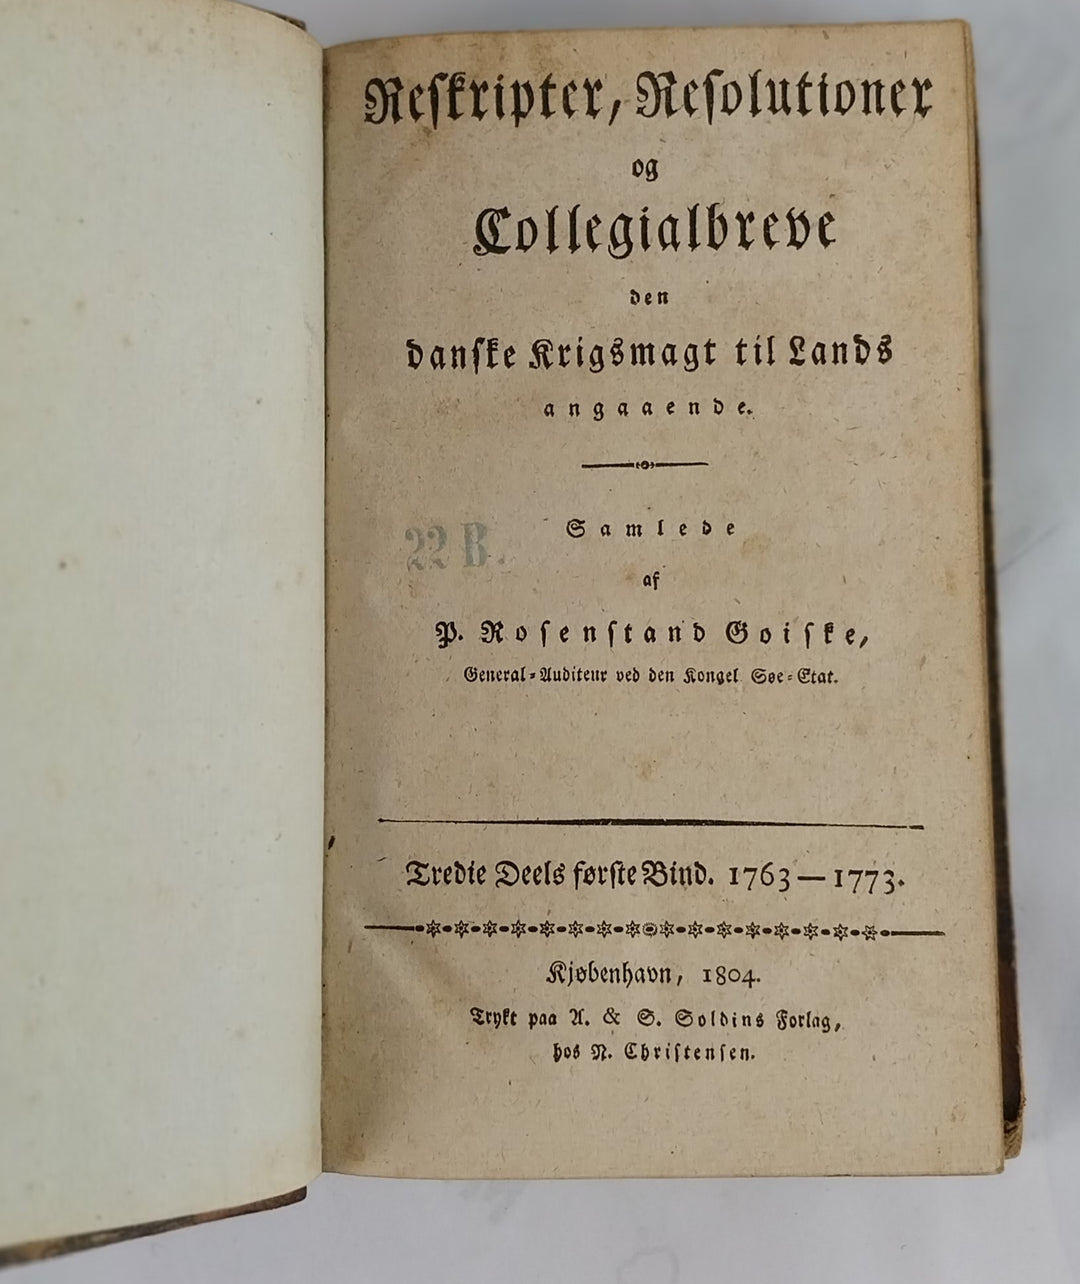 Reskripter, Resolutioner
og
Collegialbreve
den
danske Krigsmagt til Lands
angaaende.
Samlede
22 B.
af
P. Rosenstand Goiske,
General-Auditeur ved den Kongel Søe-Etat.
Tredie Deels første Bind. 1763—1773.
Kjøbenhavn, 1804.
Trykt paa A. & S. Soldins Forlag,
hos N. Christensen.